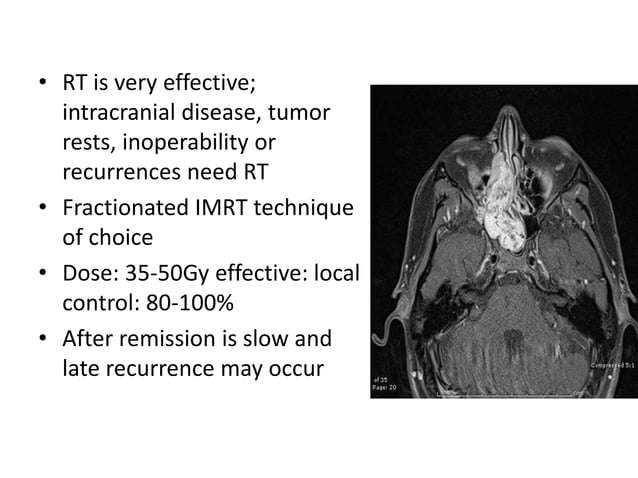 • RT is very effective;
intracranial disease, tumor
rests, inoperability or
recurrences need RT
• Fractionated IMRT technique
of choice
• Dose: 35-50Gy effective: local
control: 80-100%
• After remission is slow and
late recurrence may occur
Compressed 5:1
of 35
Page: 20